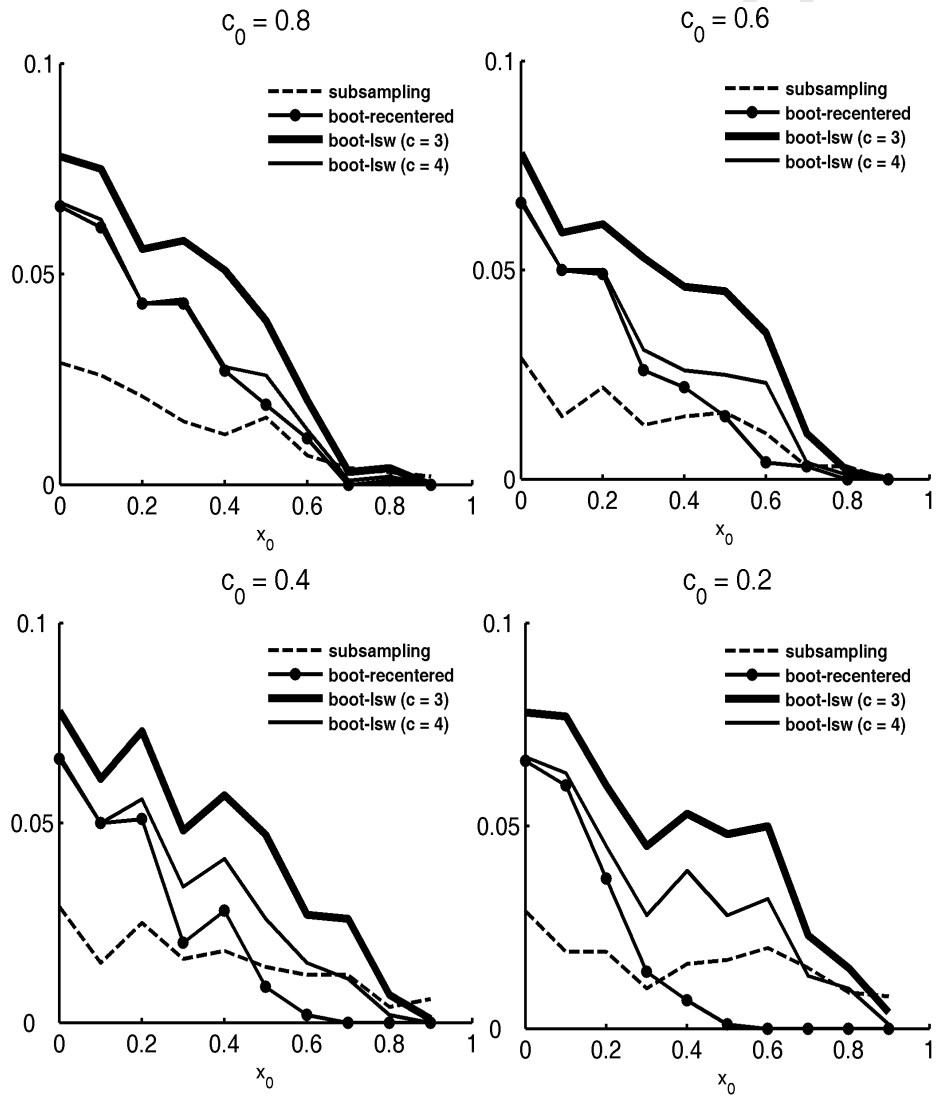 c0 = 0.8
0.1
0.05
0
subsampling
boot-recentered
boot-lsw (c = 3)
boot-lsw (c = 4)
0 0.2 0.4 0.6 0.8 1
x0
c0 = 0.6
0.1
0.05
0
subsampling
boot-recentered
boot-lsw (c = 3)
boot-lsw (c = 4)
0 0.2 0.4 0.6 0.8 1
x0
c0 = 0.4
0.1
0.05
0
subsampling
boot-recentered
boot-lsw (c = 3)
boot-lsw (c = 4)
0 0.2 0.4 0.6 0.8 1
x0
c0 = 0.2
0.1
0.05
0
subsampling
boot-recentered
boot-lsw (c = 3)
boot-lsw (c = 4)
0 0.2 0.4 0.6 0.8 1
x0